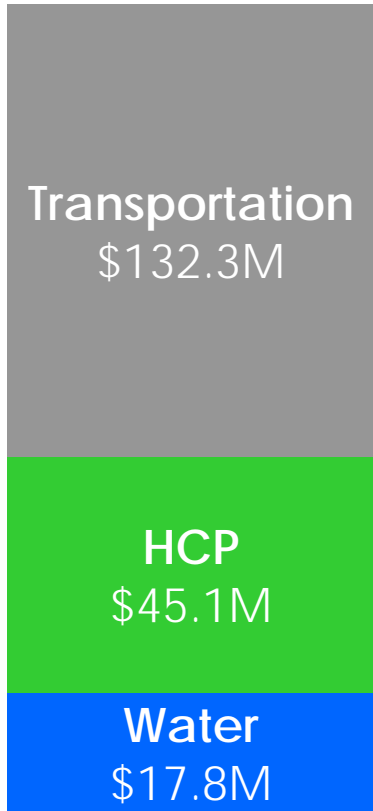 Transportation
$132.3M
HCP
$45.1M
Water
$17.8M